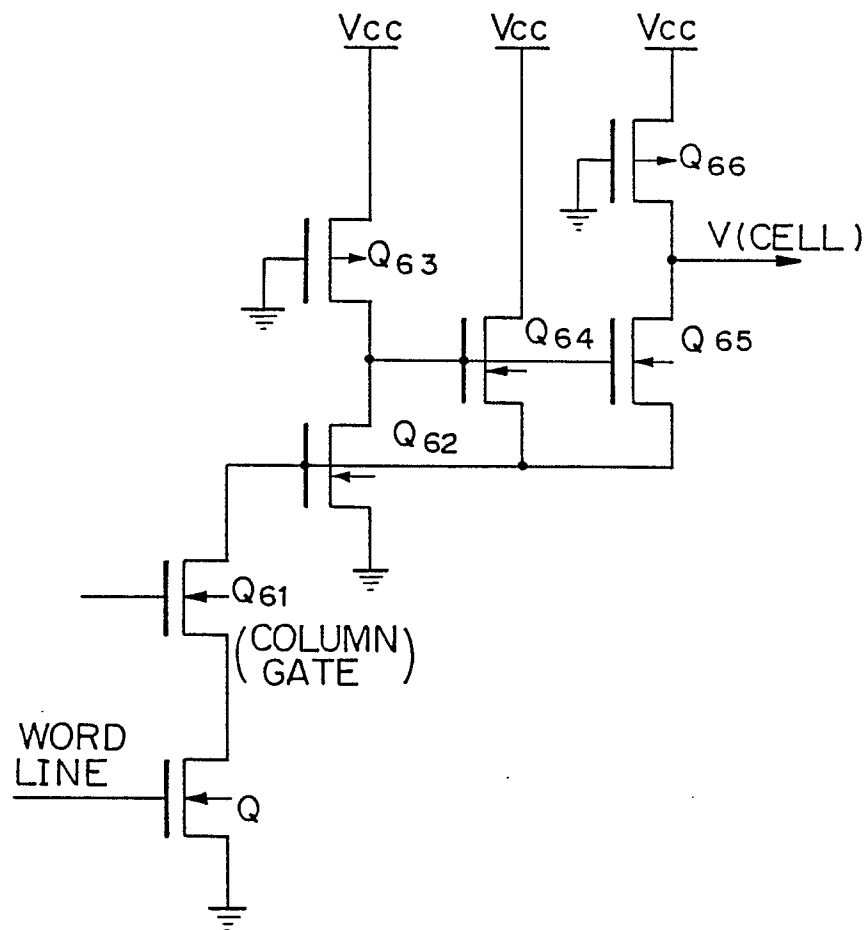 Vcc Vcc Vcc
Q66
V(CELL)
Q63
Q64 Q65
Q62
Q61
(COLUMN
GATE)
WORD
LINE
Q